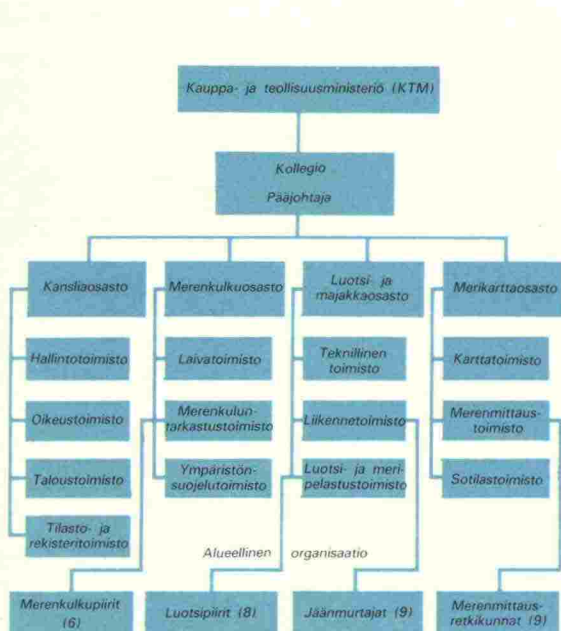 Kauppa- ja teollisuusministeriö (KTM)
Kollegio
Pääjohtaja
Kansliaosasto
Merenkulkuosasto
Luotsi- ja
majakkaosasto
Merikarttaosasto
Hallintotoimisto
Laivatoimisto
Teknillinen
toimisto
Karttatoimisto
Oikeustoimisto
Merenkulun-
tarkastustoimisto
Liikennetoimisto
Merenmittaus-
toimisto
Taloustoimisto
Ympäristön-
suojelutoimisto
Luotsi- ja meri-
pelastustoimisto
Sotilastoimisto
Tilasto- ja
rekisteritoimisto
Alueellinen organisaatio
Merenkulkupiirit
(6)
Luotsipiirit (8)
Jäänmurtajat (9)
Merenmittaus-
retkikunnat (9)